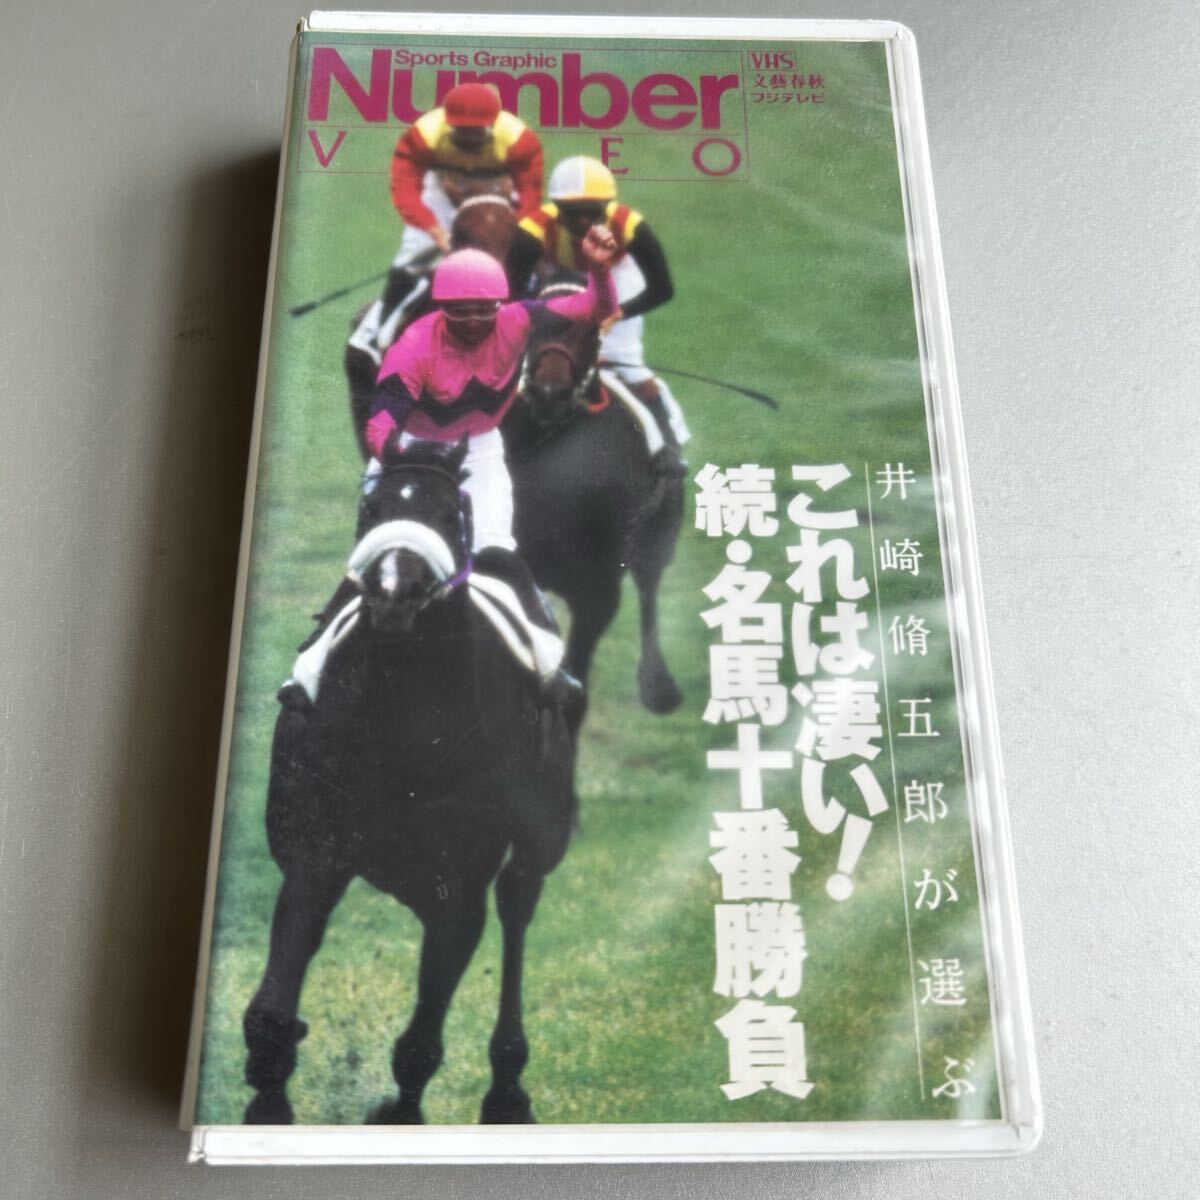 Sports Graphic
Number
V EO
VHS
文藝春秋
フジテレビ
井崎脩五郎が選ぶ
これは凄い!
続・名馬十番勝負